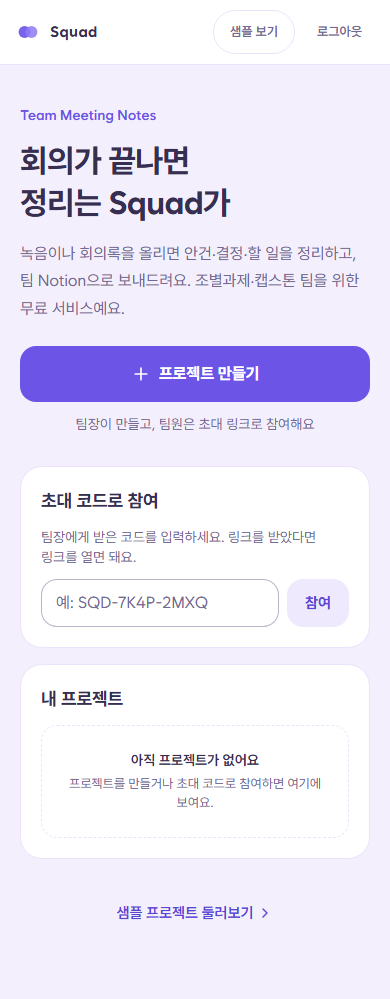 Squad
샘플 보기
로그아웃
Team Meeting Notes
회의가 끝나면
정리는 Squad가
녹음이나 회의록을 올리면 안건·결정·할 일을 정리하고,
팀 Notion으로 보내드려요. 조별과제·캡스톤 팀을 위한
무료 서비스예요.
프로젝트 만들기
팀장이 만들고, 팀원은 초대 링크로 참여해요
초대 코드로 참여
팀장에게 받은 코드를 입력하세요. 링크를 받았다면
링크를 열면 돼요.
예: SQD-7K4P-2MXQ
참여
내 프로젝트
아직 프로젝트가 없어요
프로젝트를 만들거나 초대 코드로 참여하면 여기에
보여요.
샘플 프로젝트 둘러보기